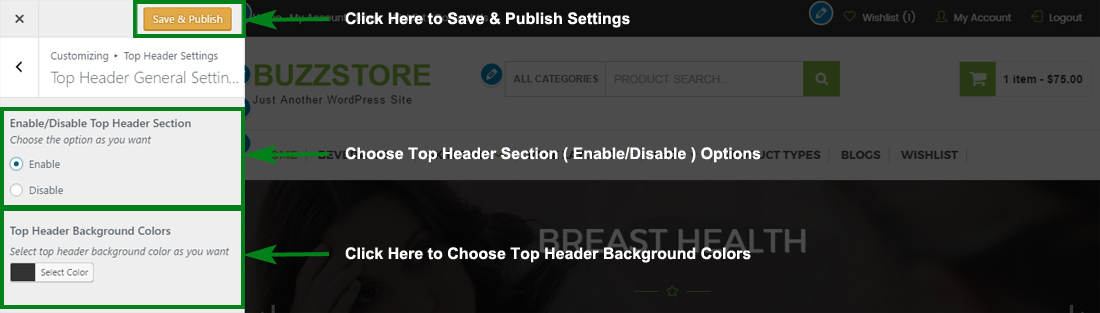 Save & Publish
Click Here to Save & Publish Settings
My Account
Wishlist (1)
My Account
Logout
Customizing ▸ Top Header Settings
Top Header General Settin...
BUZZSTORE
Just Another WordPress Site
ALL CATEGORIES
PRODUCT SEARCH...
1 item - $75.00
Enable/Disable Top Header Section
Choose the option as you want
Enable
Disable
Choose Top Header Section ( Enable/Disable ) Options
BLOGS
WISHLIST
Top Header Background Colors
Select top header background color as you want
Select Color
Click Here to Choose Top Header Background Colors
BREAST HEALTH